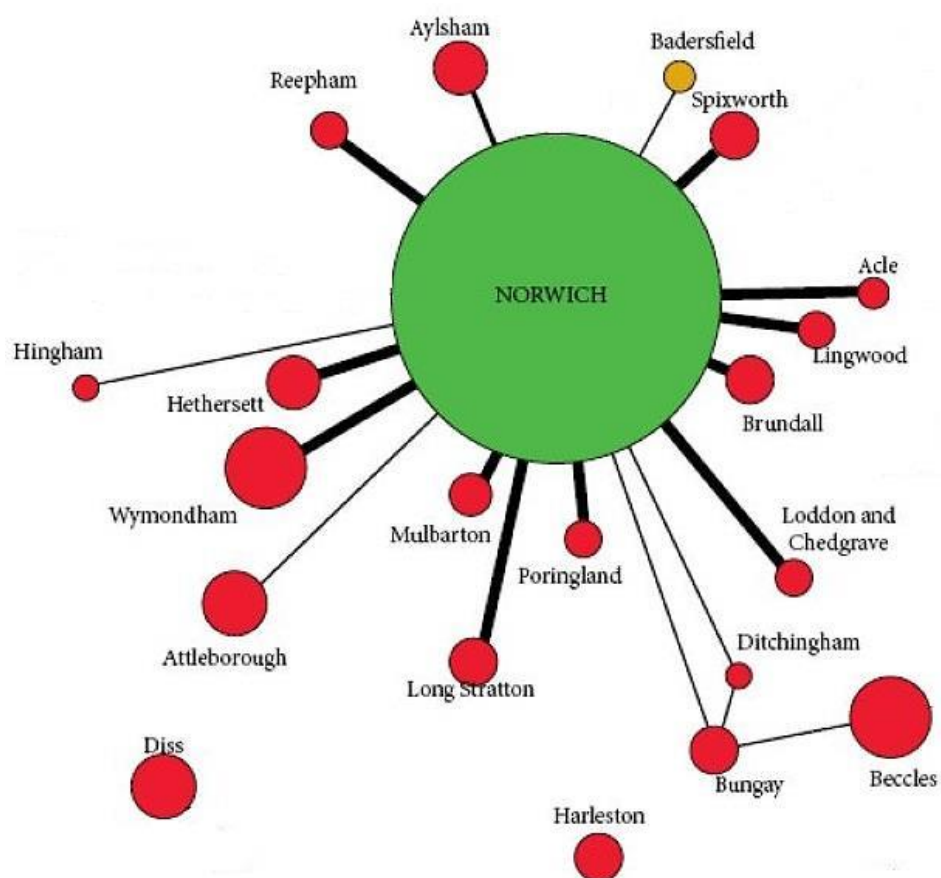 Aylsham
Badersfield
Reepham
Spixworth
Acle
NORWICH
Lingwood
Hingham
Hethersett
Brundall
Wymondham
Mulbarton
Loddon and
Chedgrave
Poringland
Ditchingham
Attleborough
Long Stratton
Diss
Bungay
Beccles
Harleston